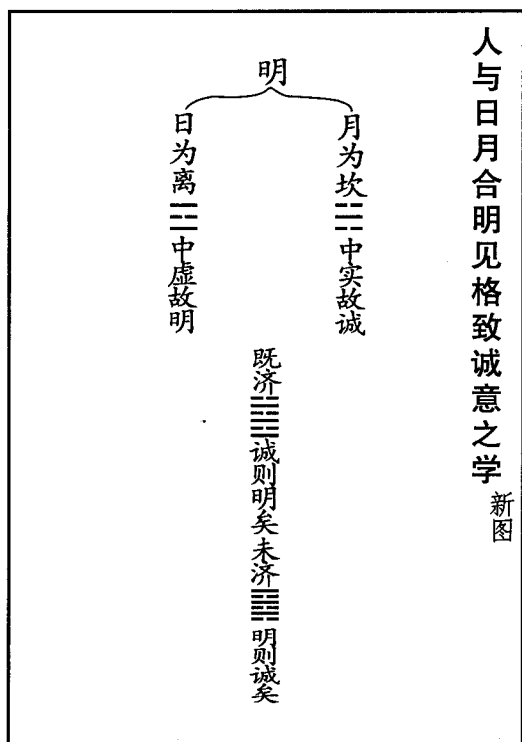 人与日月合明见格致诚意之学
新图
明
月为坎☵中实故诚
日为离☲中虚故明
既济䷾诚则明矣未济䷿明则诚矣